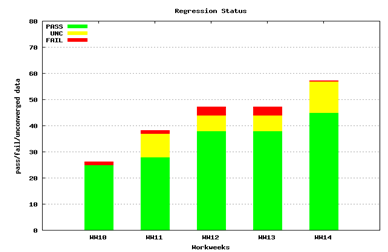 Regression Status
pass/fail/unconverged data
80
70
60
50
40
30
20
10
0
PASS
UNC
FAIL
WW10 WW11 WW12 WW13 WW14
Workweeks